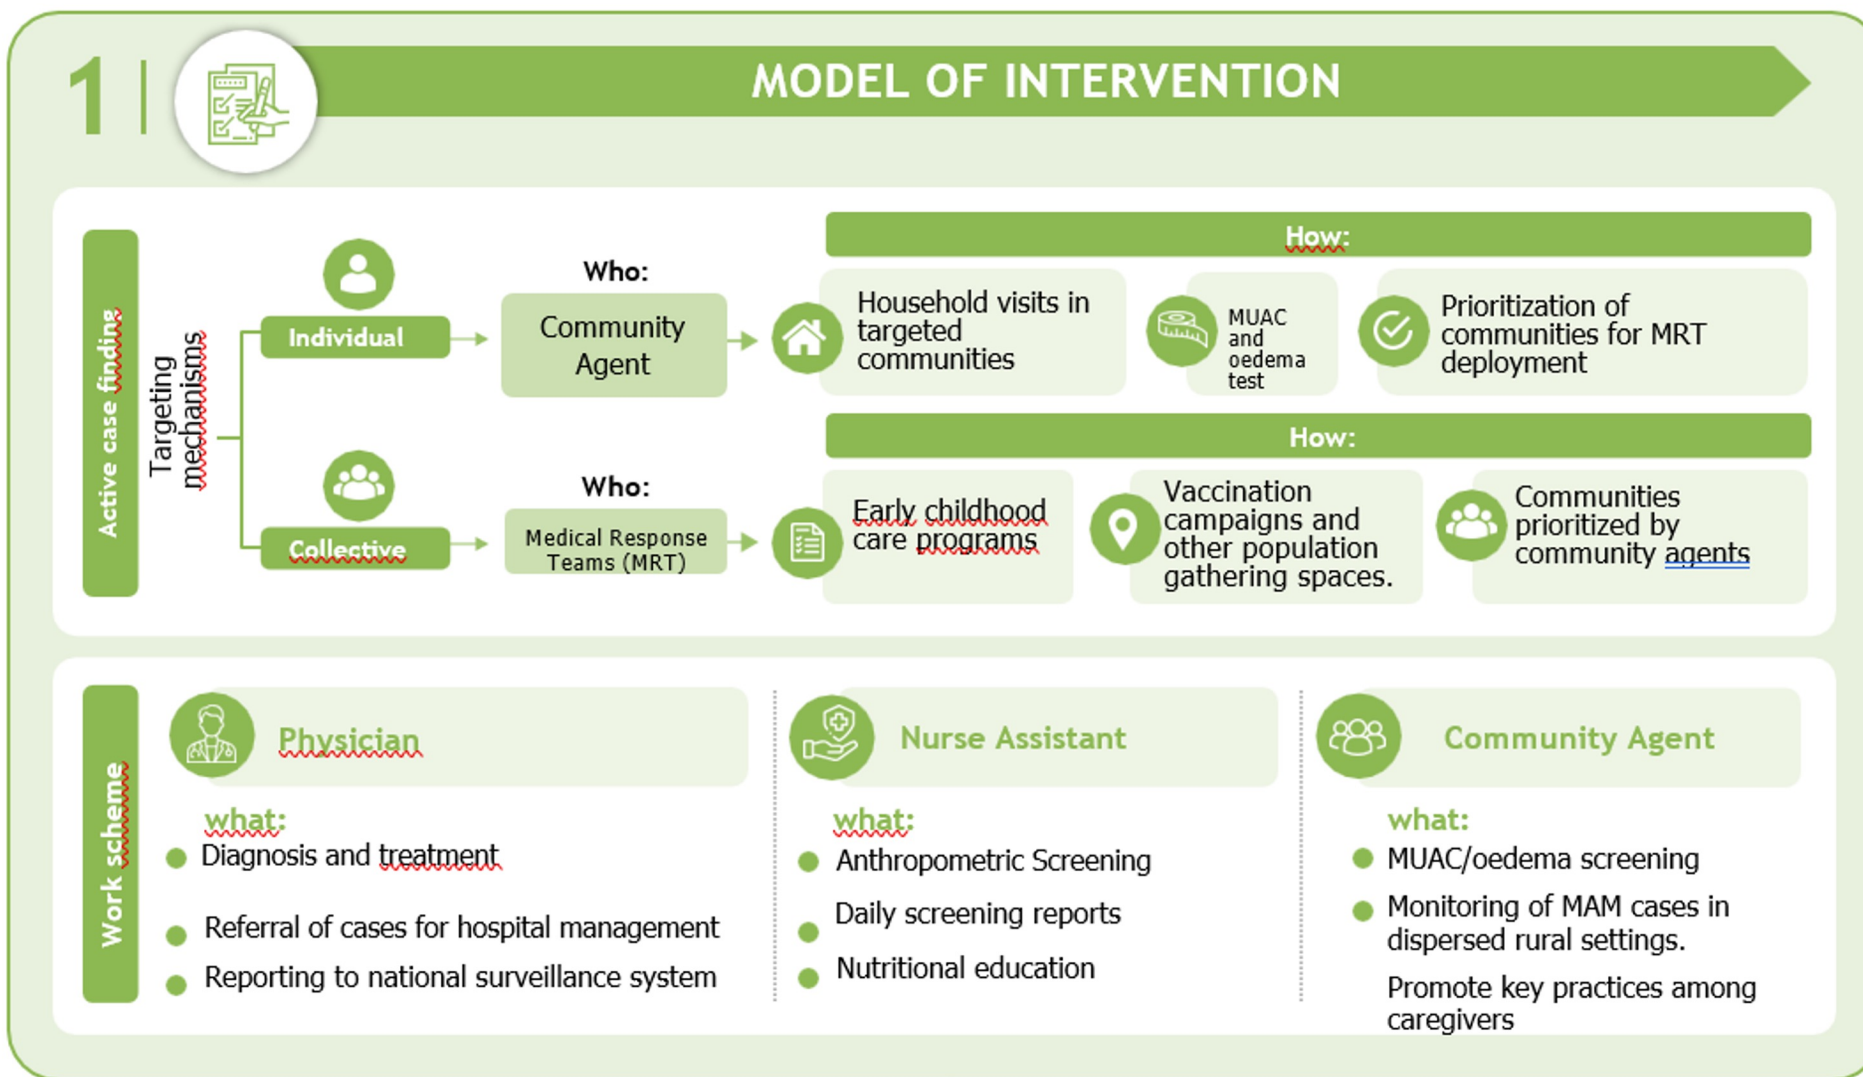 1
MODEL OF INTERVENTION
Active case finding
Targeting
mechanisms
Individual
Who:
Community
Agent
How:
Household visits in
targeted
communities
MUAC
and
oedema
test
Prioritization of
communities for MRT
deployment
Collective
Who:
Medical Response
Teams (MRT)
How:
Early childhood
care programs
Vaccination
campaigns and
other population
gathering spaces.
Communities
prioritized by
community agents
Work scheme
Physician
what:
Diagnosis and treatment
Referral of cases for hospital management
Reporting to national surveillance system
Nurse Assistant
what:
Anthropometric Screening
Daily screening reports
Nutritional education
Community Agent
what:
MUAC/oedema screening
Monitoring of MAM cases in
dispersed rural settings.
Promote key practices among
caregivers